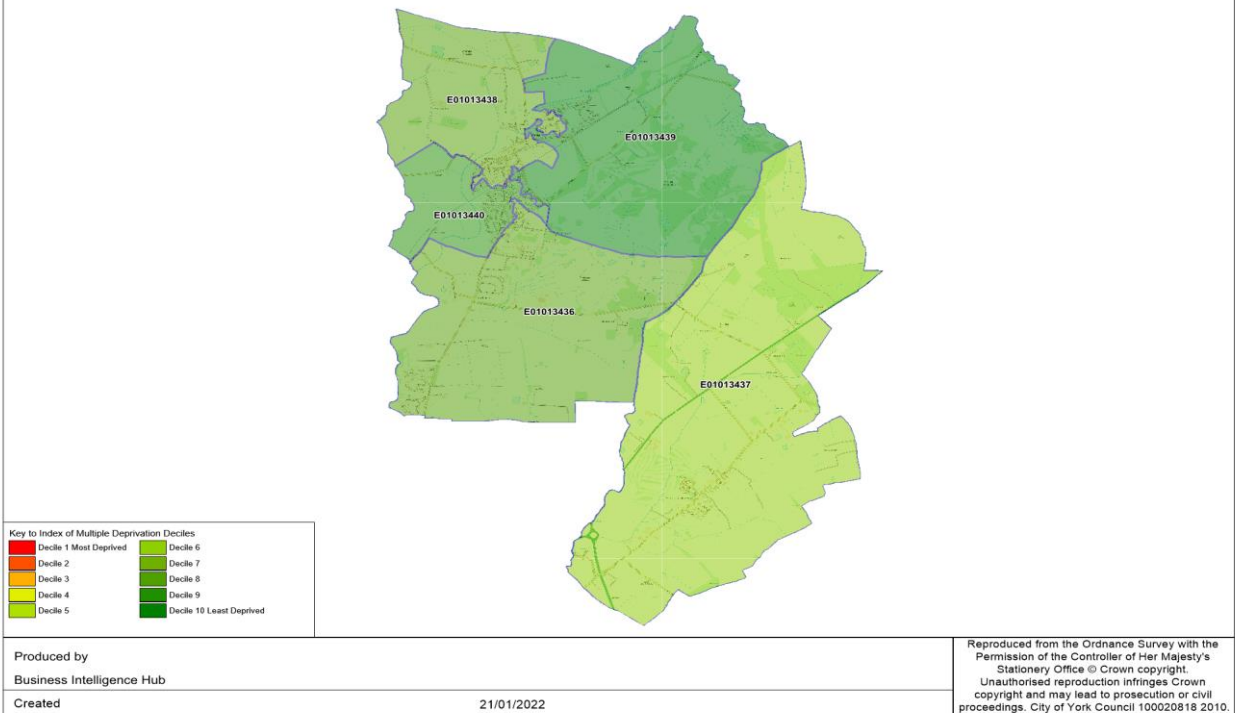 E01013438
E01013439
E01013440
E01013436
E01013437
Key to Index of Multiple Deprivation Deciles
Decile 1 Most Deprived
Decile 2
Decile 3
Decile 4
Decile 5
Decile 6
Decile 7
Decile 8
Decile 9
Decile 10 Least Deprived
Produced by
Business Intelligence Hub
Created 21/01/2022
Reproduced from the Ordnance Survey with the
Permission of the Controller of Her Majesty's
Stationery Office © Crown copyright.
Unauthorised reproduction infringes Crown
copyright and may lead to prosecution or civil
proceedings. City of York Council 100020818 2010.